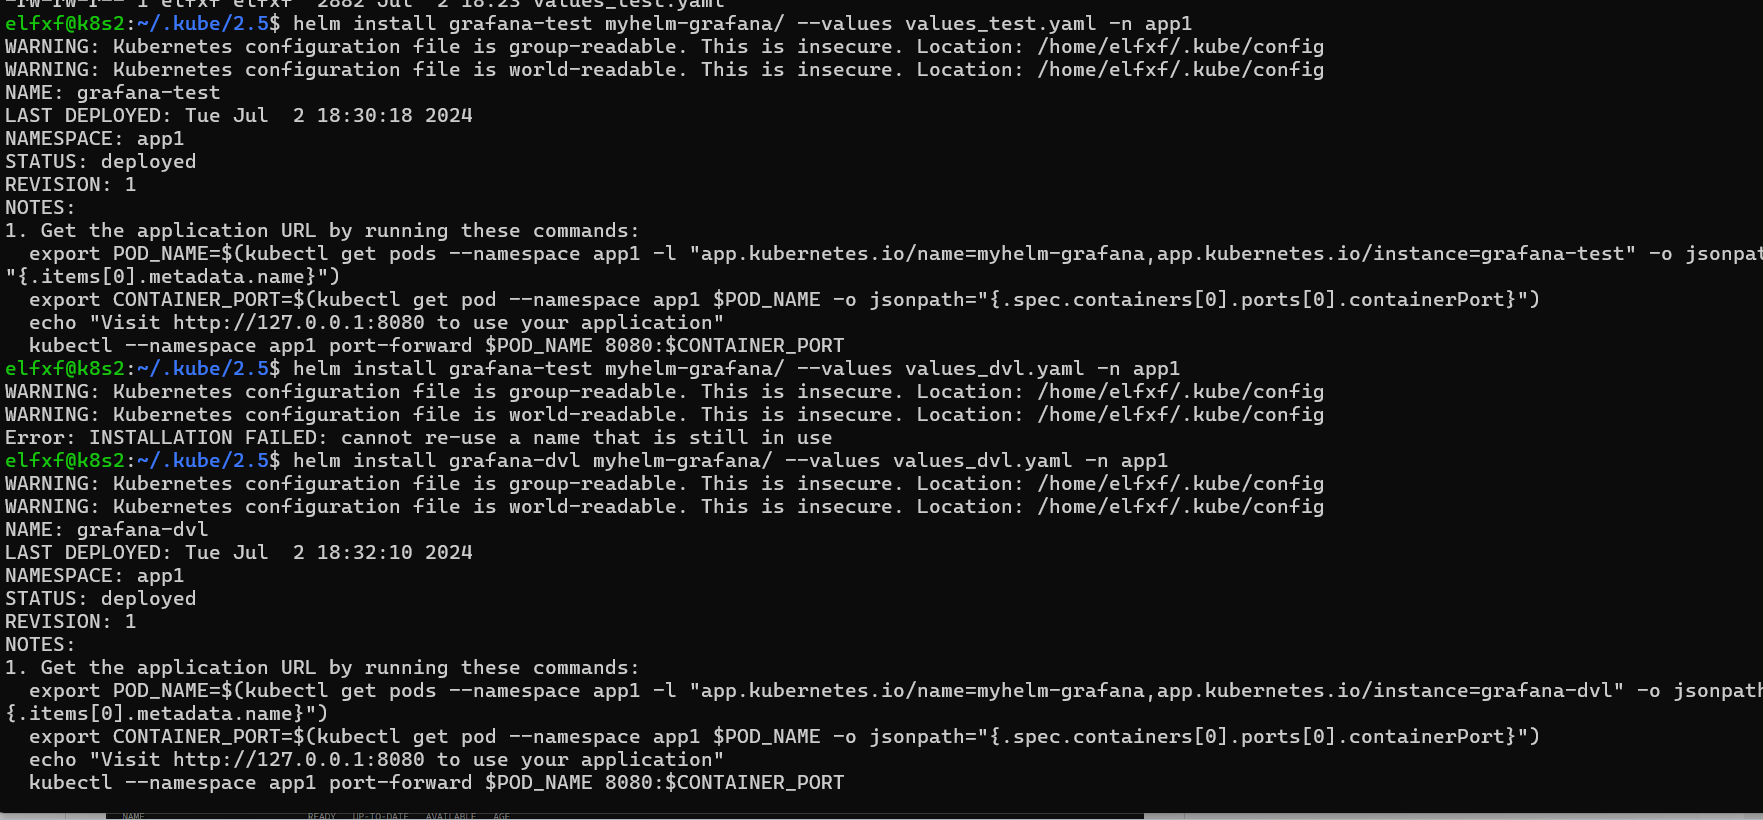 -rw-rw-r-- 1 elfxf elfxf  2882 Jul  2 18:23 values_test.yaml
elfxf@k8s2:~/.kube/2.5$ helm install grafana-test myhelm-grafana/ --values values_test.yaml -n app1
WARNING: Kubernetes configuration file is group-readable. This is insecure. Location: /home/elfxf/.kube/config
WARNING: Kubernetes configuration file is world-readable. This is insecure. Location: /home/elfxf/.kube/config
NAME: grafana-test
LAST DEPLOYED: Tue Jul  2 18:30:18 2024
NAMESPACE: app1
STATUS: deployed
REVISION: 1
NOTES:
1. Get the application URL by running these commands:
  export POD_NAME=$(kubectl get pods --namespace app1 -l "app.kubernetes.io/name=myhelm-grafana,app.kubernetes.io/instance=grafana-test" -o jsonpat
"{.items[0].metadata.name}")
  export CONTAINER_PORT=$(kubectl get pod --namespace app1 $POD_NAME -o jsonpath="{.spec.containers[0].ports[0].containerPort}")
  echo "Visit http://127.0.0.1:8080 to use your application"
  kubectl --namespace app1 port-forward $POD_NAME 8080:$CONTAINER_PORT
elfxf@k8s2:~/.kube/2.5$ helm install grafana-test myhelm-grafana/ --values values_dvl.yaml -n app1
WARNING: Kubernetes configuration file is group-readable. This is insecure. Location: /home/elfxf/.kube/config
WARNING: Kubernetes configuration file is world-readable. This is insecure. Location: /home/elfxf/.kube/config
Error: INSTALLATION FAILED: cannot re-use a name that is still in use
elfxf@k8s2:~/.kube/2.5$ helm install grafana-dvl myhelm-grafana/ --values values_dvl.yaml -n app1
WARNING: Kubernetes configuration file is group-readable. This is insecure. Location: /home/elfxf/.kube/config
WARNING: Kubernetes configuration file is world-readable. This is insecure. Location: /home/elfxf/.kube/config
NAME: grafana-dvl
LAST DEPLOYED: Tue Jul  2 18:32:10 2024
NAMESPACE: app1
STATUS: deployed
REVISION: 1
NOTES:
1. Get the application URL by running these commands:
  export POD_NAME=$(kubectl get pods --namespace app1 -l "app.kubernetes.io/name=myhelm-grafana,app.kubernetes.io/instance=grafana-dvl" -o jsonpath
{.items[0].metadata.name}")
  export CONTAINER_PORT=$(kubectl get pod --namespace app1 $POD_NAME -o jsonpath="{.spec.containers[0].ports[0].containerPort}")
  echo "Visit http://127.0.0.1:8080 to use your application"
  kubectl --namespace app1 port-forward $POD_NAME 8080:$CONTAINER_PORT
NAME READY UP-TO-DATE AVAILABLE AGE